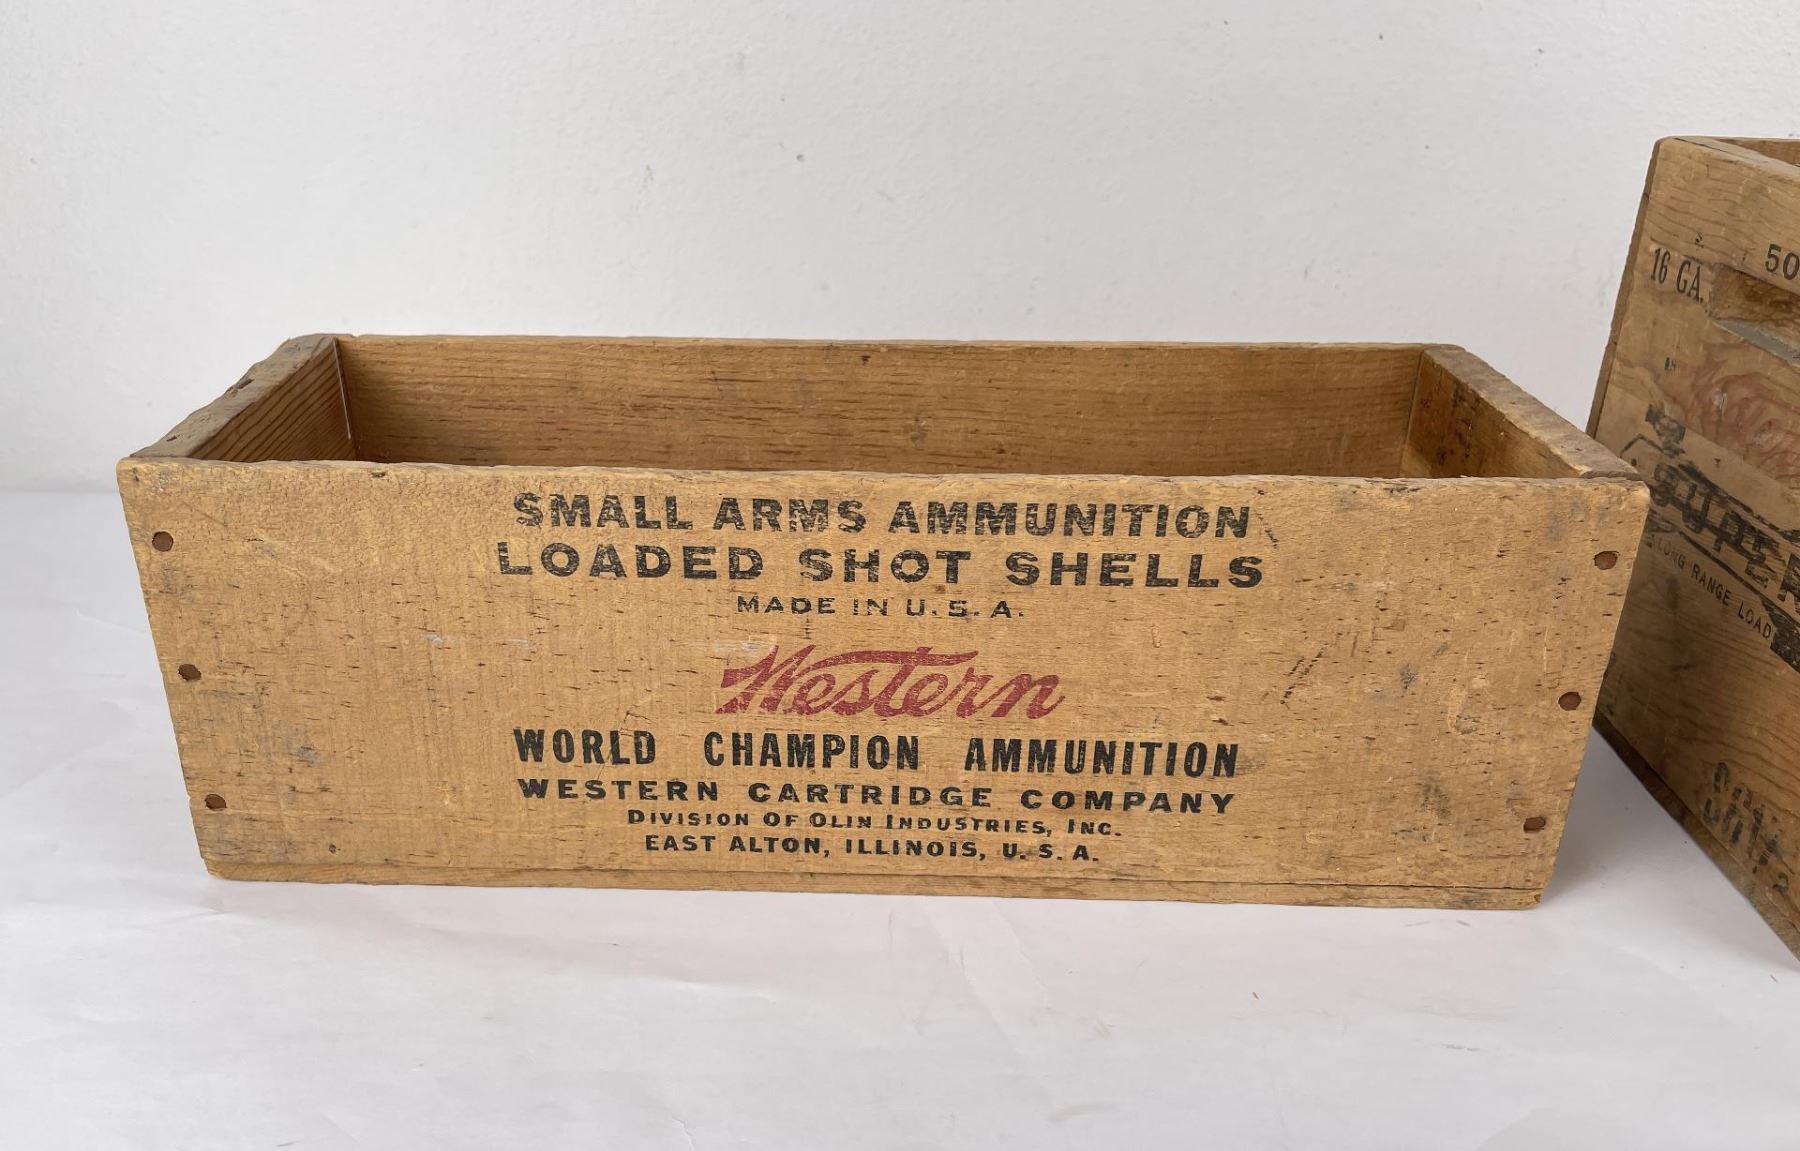 SMALL ARMS AMMUNITION
LOADED SHOT SHELLS
MADE IN U.S.A.
Western
WORLD CHAMPION AMMUNITION
WESTERN CARTRIDGE COMPANY
DIVISION OF OLIN INDUSTRIES, INC.
EAST ALTON, ILLINOIS, U. S. A.
16 GA. 50
LONG RANGE LOAD